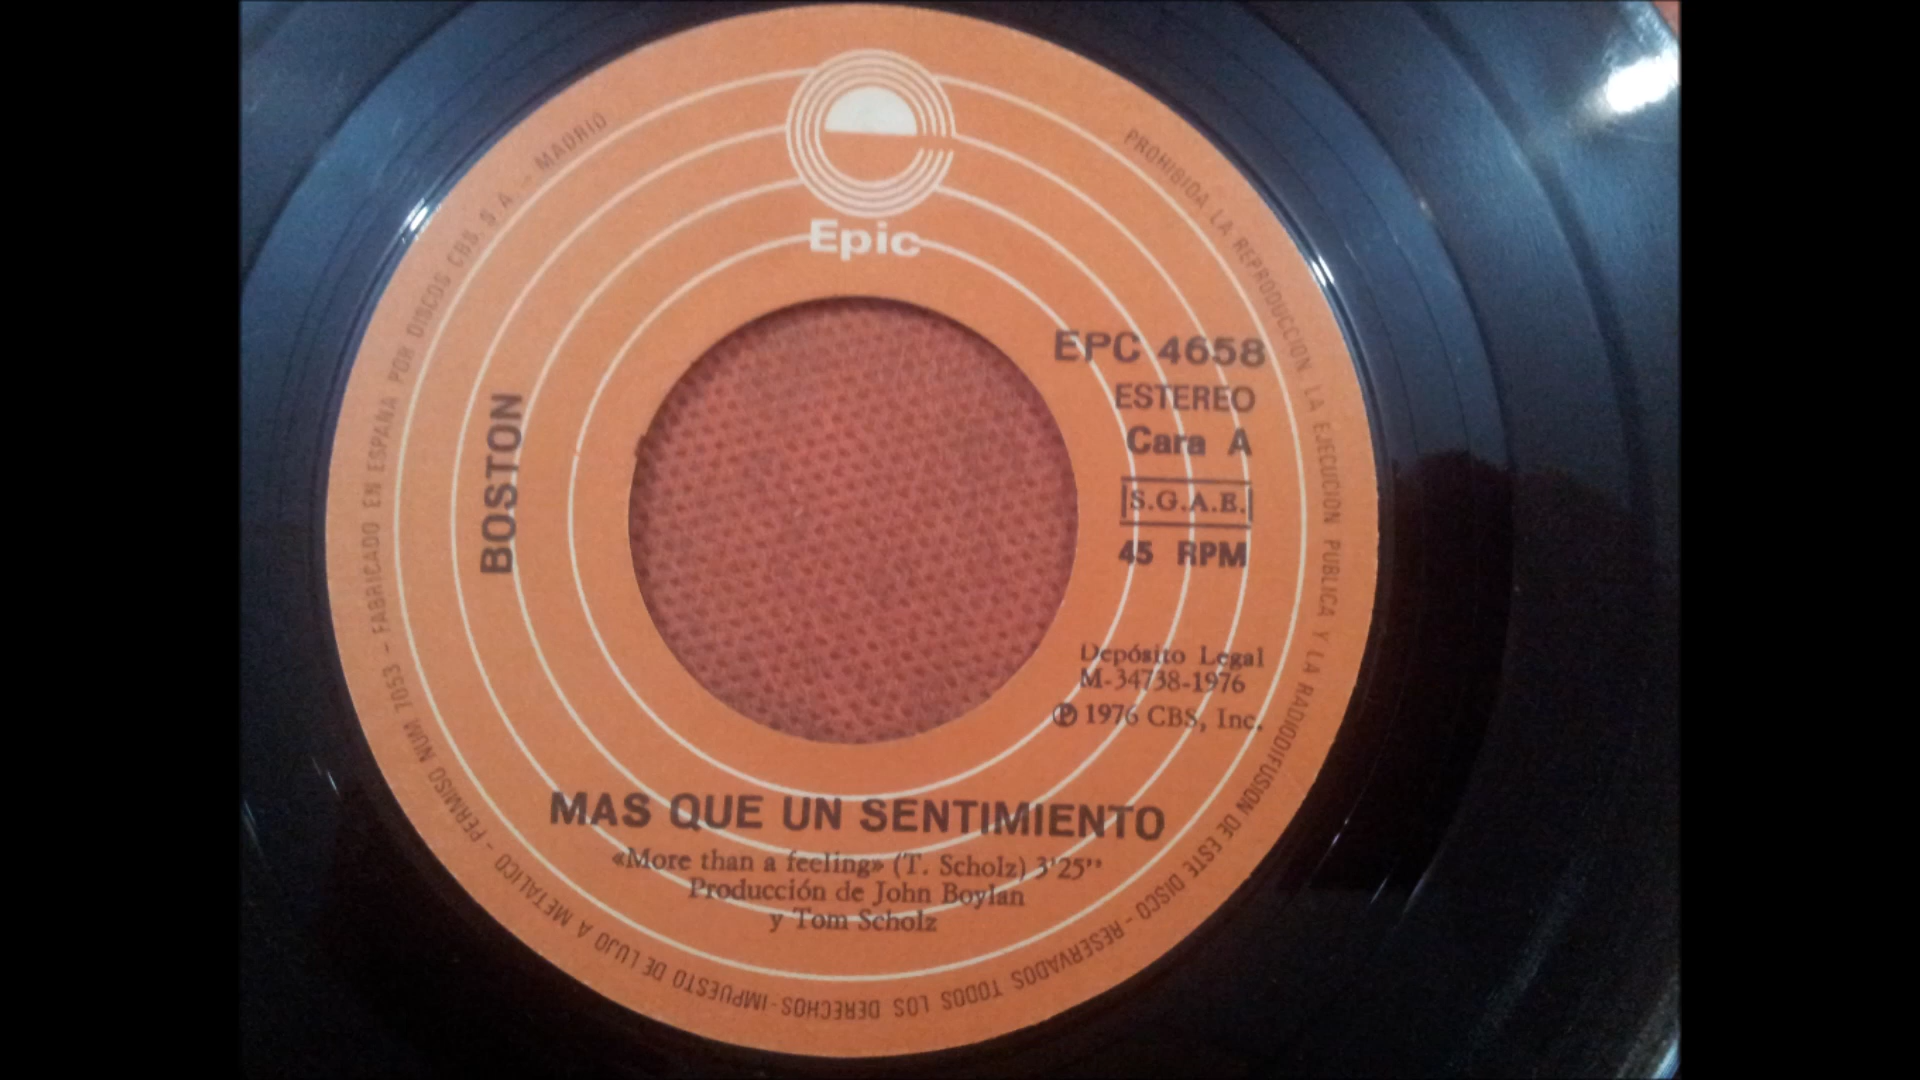 Epic
EPC 4658
ESTEREO
Cara A
S.G.A.E.
45 RPM
BOSTON
Depósito Legal
M-34738-1976
Ⓟ 1976 CBS, Inc.
MAS QUE UN SENTIMIENTO
«More than a feeling» (T. Scholz) 3'25''
Producción de John Boylan
y Tom Scholz
PROHIBIDA LA REPRODUCCION, LA EJECUCION PUBLICA Y LA RADIODIFUSION DE ESTE DISCO - RESERVADOS TODOS LOS DERECHOS - IMPUESTO DE LUJO A METALICO - PERMISO NUM 7053 - FABRICADO EN ESPAÑA POR DISCOS CBS. S.A. - MADRID